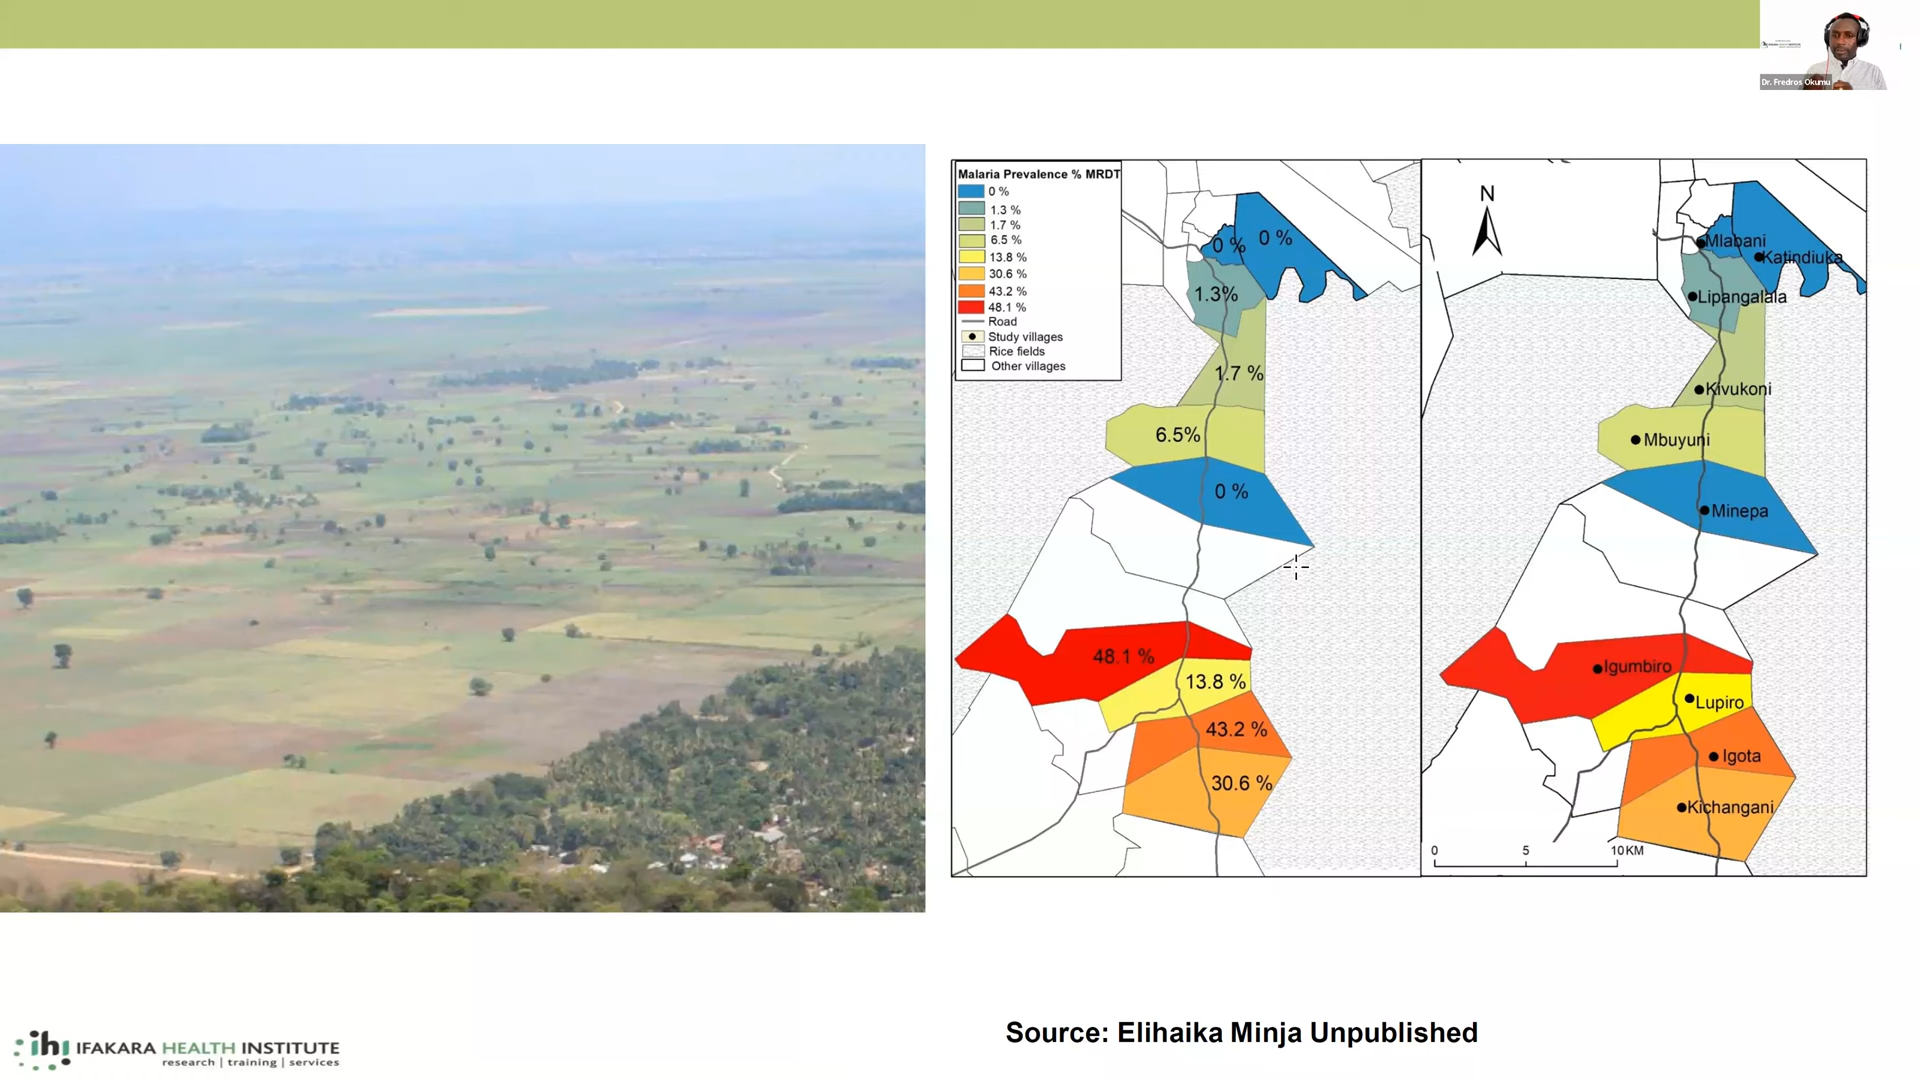 Dr. Fredros Okumu
Malaria Prevalence % MRDT
0 %
1.3 %
1.7 %
6.5 %
13.8 %
30.6 %
43.2 %
48.1 %
Road
Study villages
Rice fields
Other villages
0 %
0 %
1.3%
1.7 %
6.5%
0 %
48.1 %
13.8 %
43.2 %
30.6 %
N
Mlabani
Katindiuka
Lipangalala
Kivukoni
Mbuyuni
Minepa
Igumbiro
Lupiro
Igota
Kichangani
0 5 10 KM
Source: Elihaika Minja Unpublished
ihi IFAKARA HEALTH INSTITUTE
research | training | services